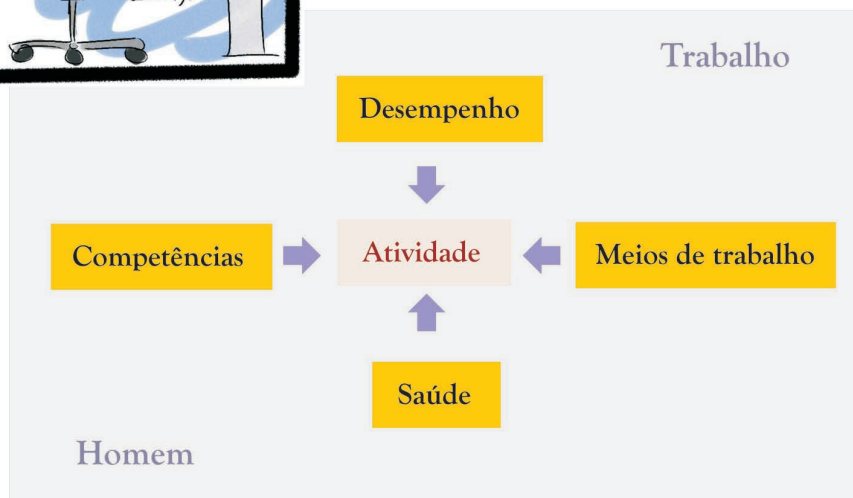 Trabalho
Desempenho
Competências
Atividade
Meios de trabalho
Saúde
Homem